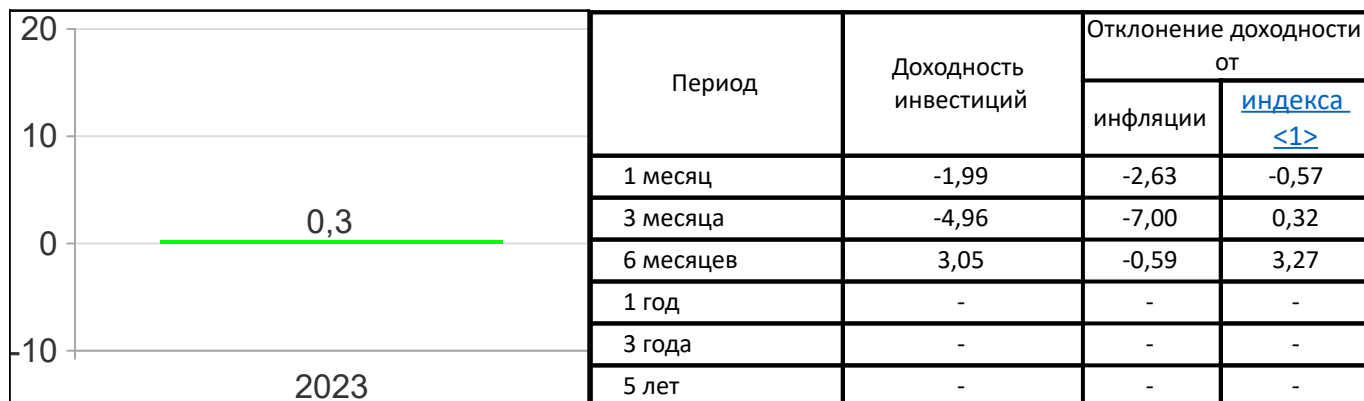 20
10
0
-10
0,3
2023
Период
Доходность
инвестиций
Отклонение доходности
от
инфляции
индекса
<1>
1 месяц -1,99 -2,63 -0,57
3 месяца -4,96 -7,00 0,32
6 месяцев 3,05 -0,59 3,27
1 год - - -
3 года - - -
5 лет - - -